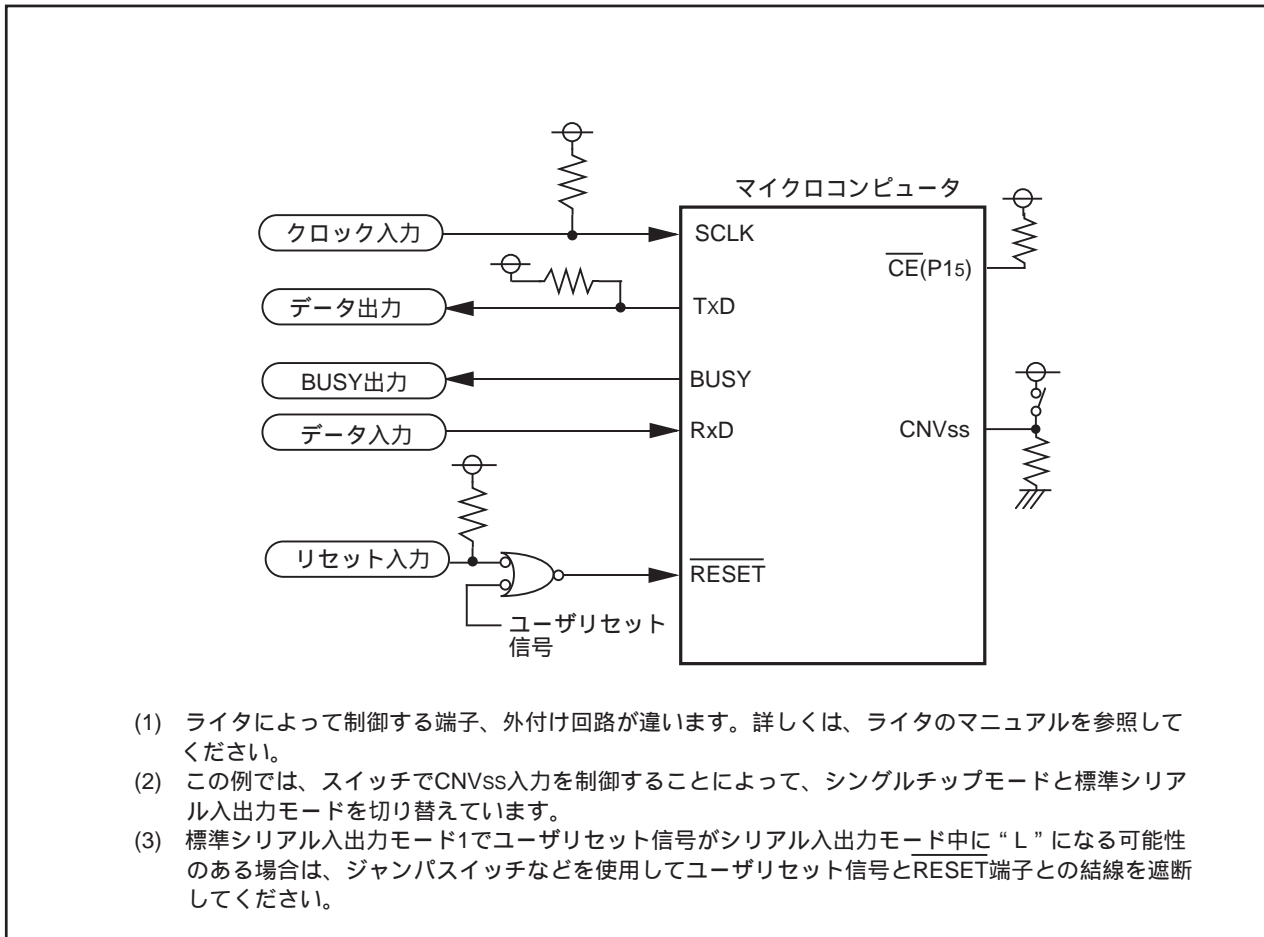 マイクロコンピュータ
クロック入力
SCLK
CE(P15)
データ出力
TxD
BUSY出力
BUSY
データ入力
RxD
CNVss
リセット入力
RESET
ユーザリセット
信号
(1) ライタによって制御する端子、外付け回路が違います。詳しくは、ライタのマニュアルを参照して
ください。
(2) この例では、スイッチでCNVss入力を制御することによって、シングルチップモードと標準シリア
ル入出力モードを切り替えています。
(3) 標準シリアル入出力モード1でユーザリセット信号がシリアル入出力モード中に“L”になる可能性
のある場合は、ジャンパスイッチなどを使用してユーザリセット信号とRESET端子との結線を遮断
してください。